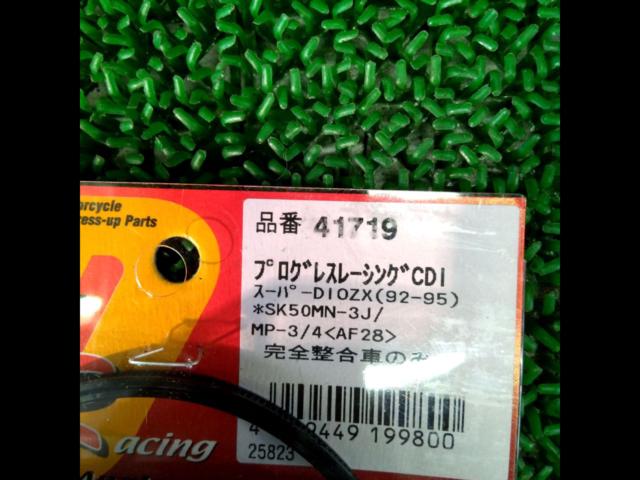 orcycle
ress-up Parts
品番 41719
ﾌﾟﾛｸﾞﾚｽﾚｰｼﾝｸﾞCDI
ｽｰﾊﾟｰDIOZX(92-95)
*SK50MN-3J/
MP-3/4<AF28>
完全整合車のみ
9449 199800
25823
Racing